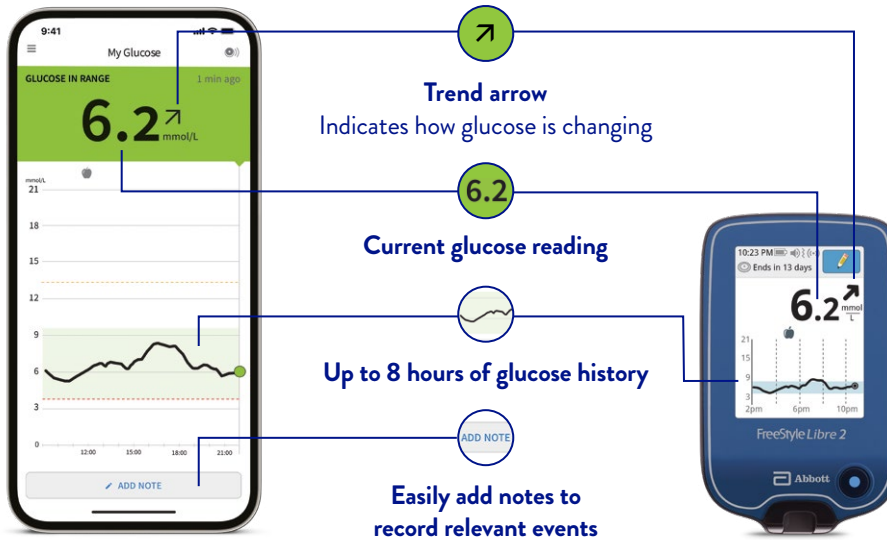 9:41
My Glucose
GLUCOSE IN RANGE 1 min ago
6.2
mmol/L
mmol/L
21
18
15
12
9
6
3
0
12:00 15:00 18:00 21:00
ADD NOTE
Trend arrow
Indicates how glucose is changing
6.2
Current glucose reading
Up to 8 hours of glucose history
ADD NOTE
Easily add notes to
record relevant events
10:23 PM
Ends in 13 days
6.2
mmol
L
21
15
9
3
2pm 6pm 10pm
FreeStyle Libre 2
Abbott